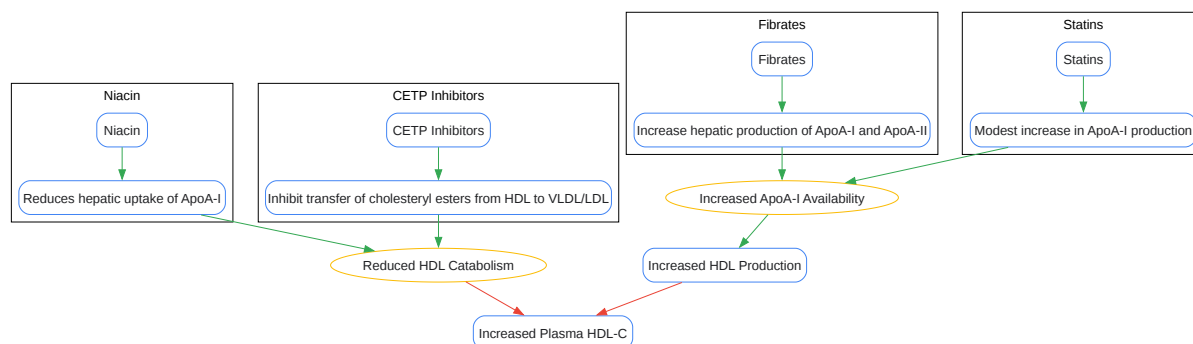 Fibrates
Statins
Fibrates
Statins
Niacin
CETP Inhibitors
Niacin
CETP Inhibitors
Increase hepatic production of ApoA-I and ApoA-II
Modest increase in ApoA-I production
Reduces hepatic uptake of ApoA-I
Inhibit transfer of cholesteryl esters from HDL to VLDL/LDL
Increased ApoA-I Availability
Reduced HDL Catabolism
Increased HDL Production
Increased Plasma HDL-C